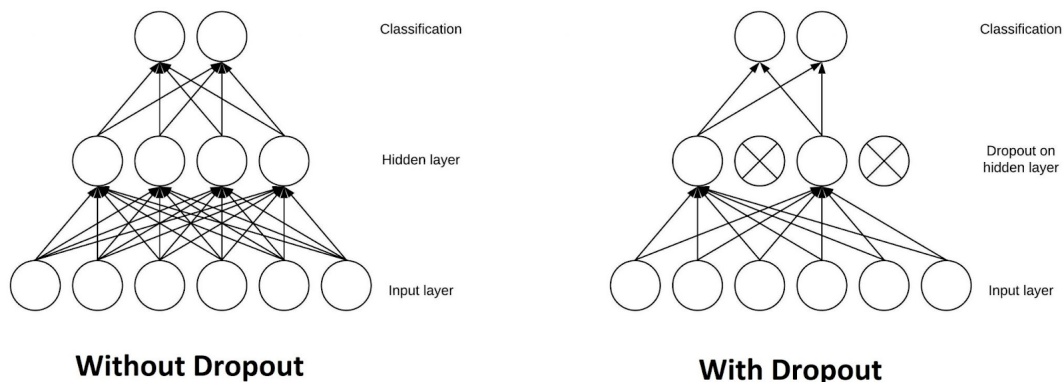 Classification
Hidden layer
Input layer
Without Dropout
Classification
Dropout on
hidden layer
Input layer
With Dropout